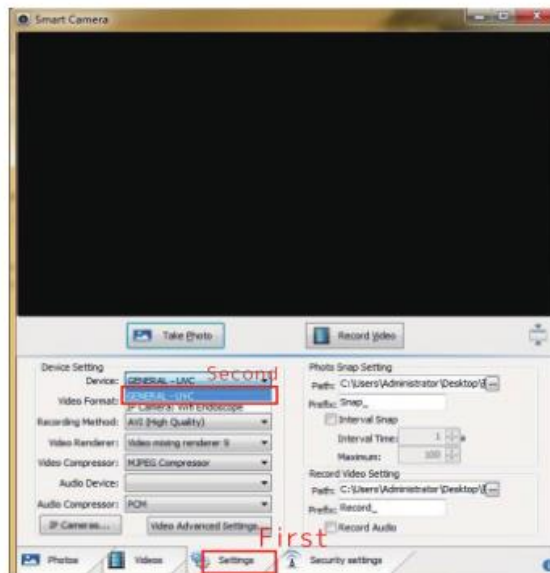 Smart Camera
Take Photo
Record Video
Device Setting
Device: GENERAL - UVC
Second
GENERAL - UVC
IP Camera: Wifi Endoscope
Video Format:
Recording Method: AVI (High Quality)
Video Renderer: Video mixing renderer 9
Video Compressor: MJPEG Compressor
Audio Device:
Audio Compressor: PCM
IP Cameras...
Video Advanced Settings...
First
Photo Snap Setting
Path: C:\Users\Administrator\Desktop\
...
Prefix: Snap_
Interval Snap
Interval Time: 1 s
Maximum: 100
Record Video Setting
Path: C:\Users\Administrator\Desktop\
...
Prefix: Record_
Record Audio
Photos
Videos
Settings
Security settings